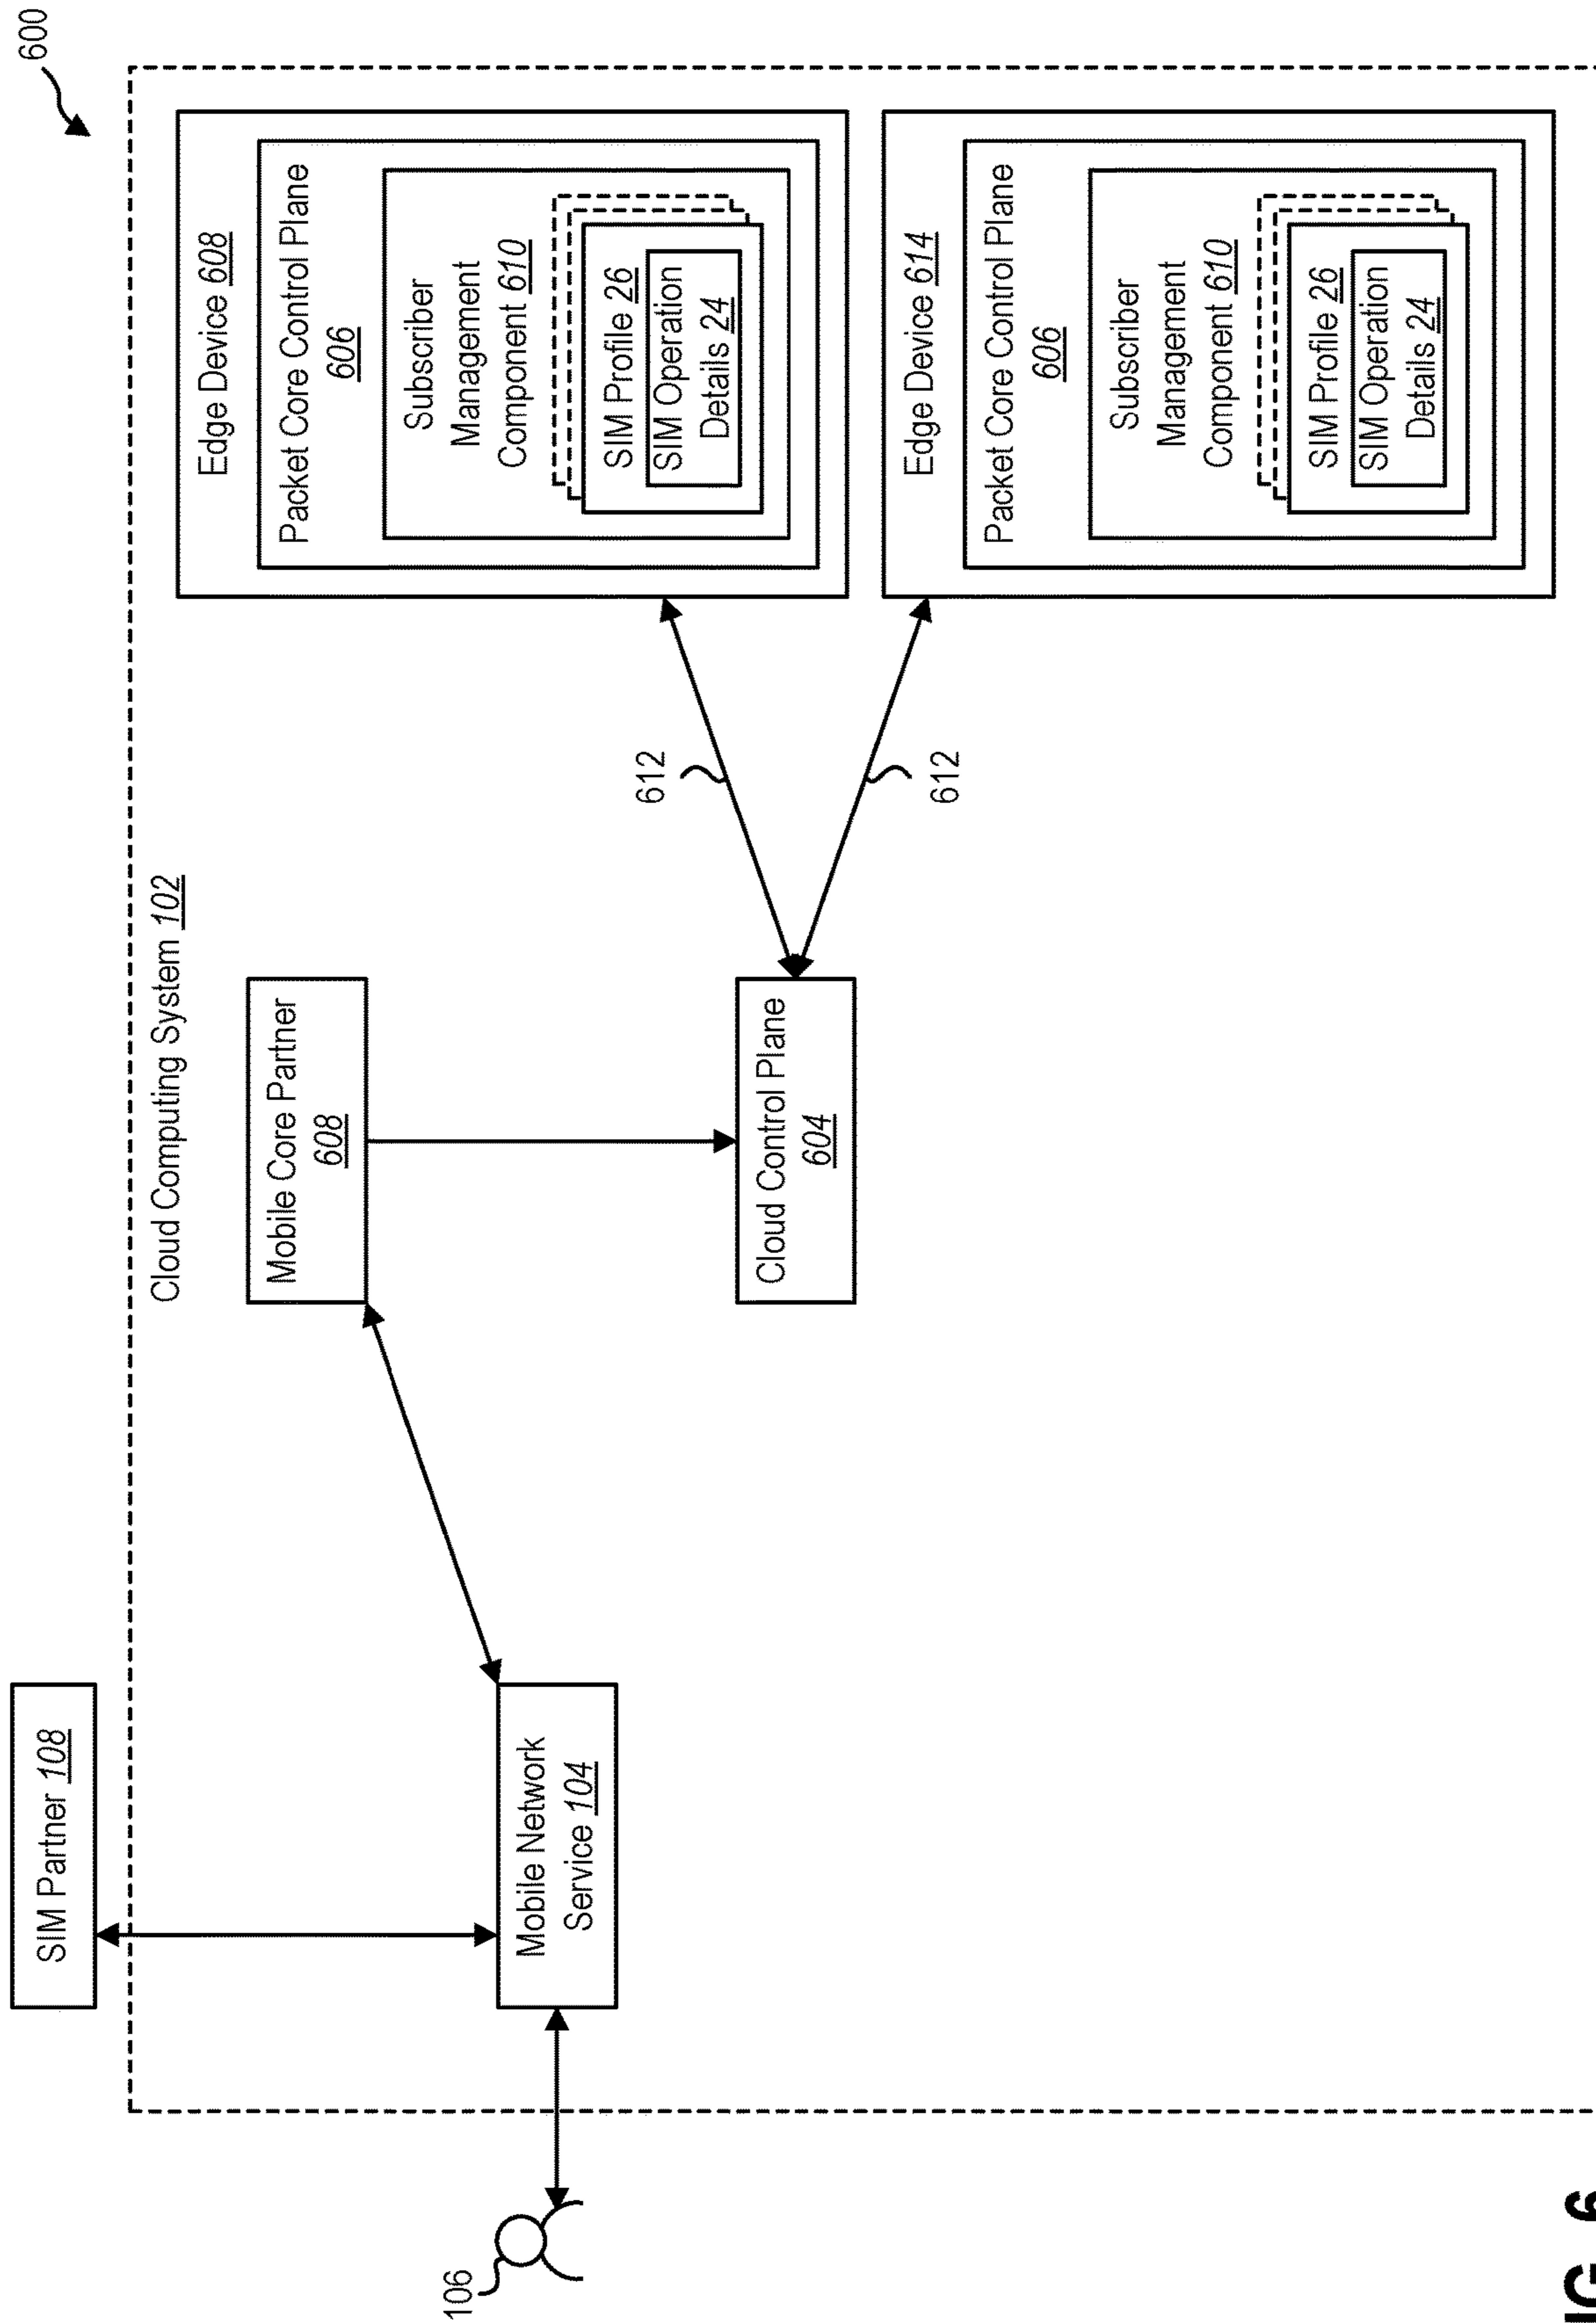 600
Cloud Computing System 102
SIM Partner 108
106
Mobile Network
Service 104
Mobile Core Partner
608
Cloud Control Plane
604
612
612
Edge Device 608
Packet Core Control Plane
606
Subscriber
Management
Component 610
SIM Profile 26
SIM Operation
Details 24
Edge Device 614
Packet Core Control Plane
606
Subscriber
Management
Component 610
SIM Profile 26
SIM Operation
Details 24